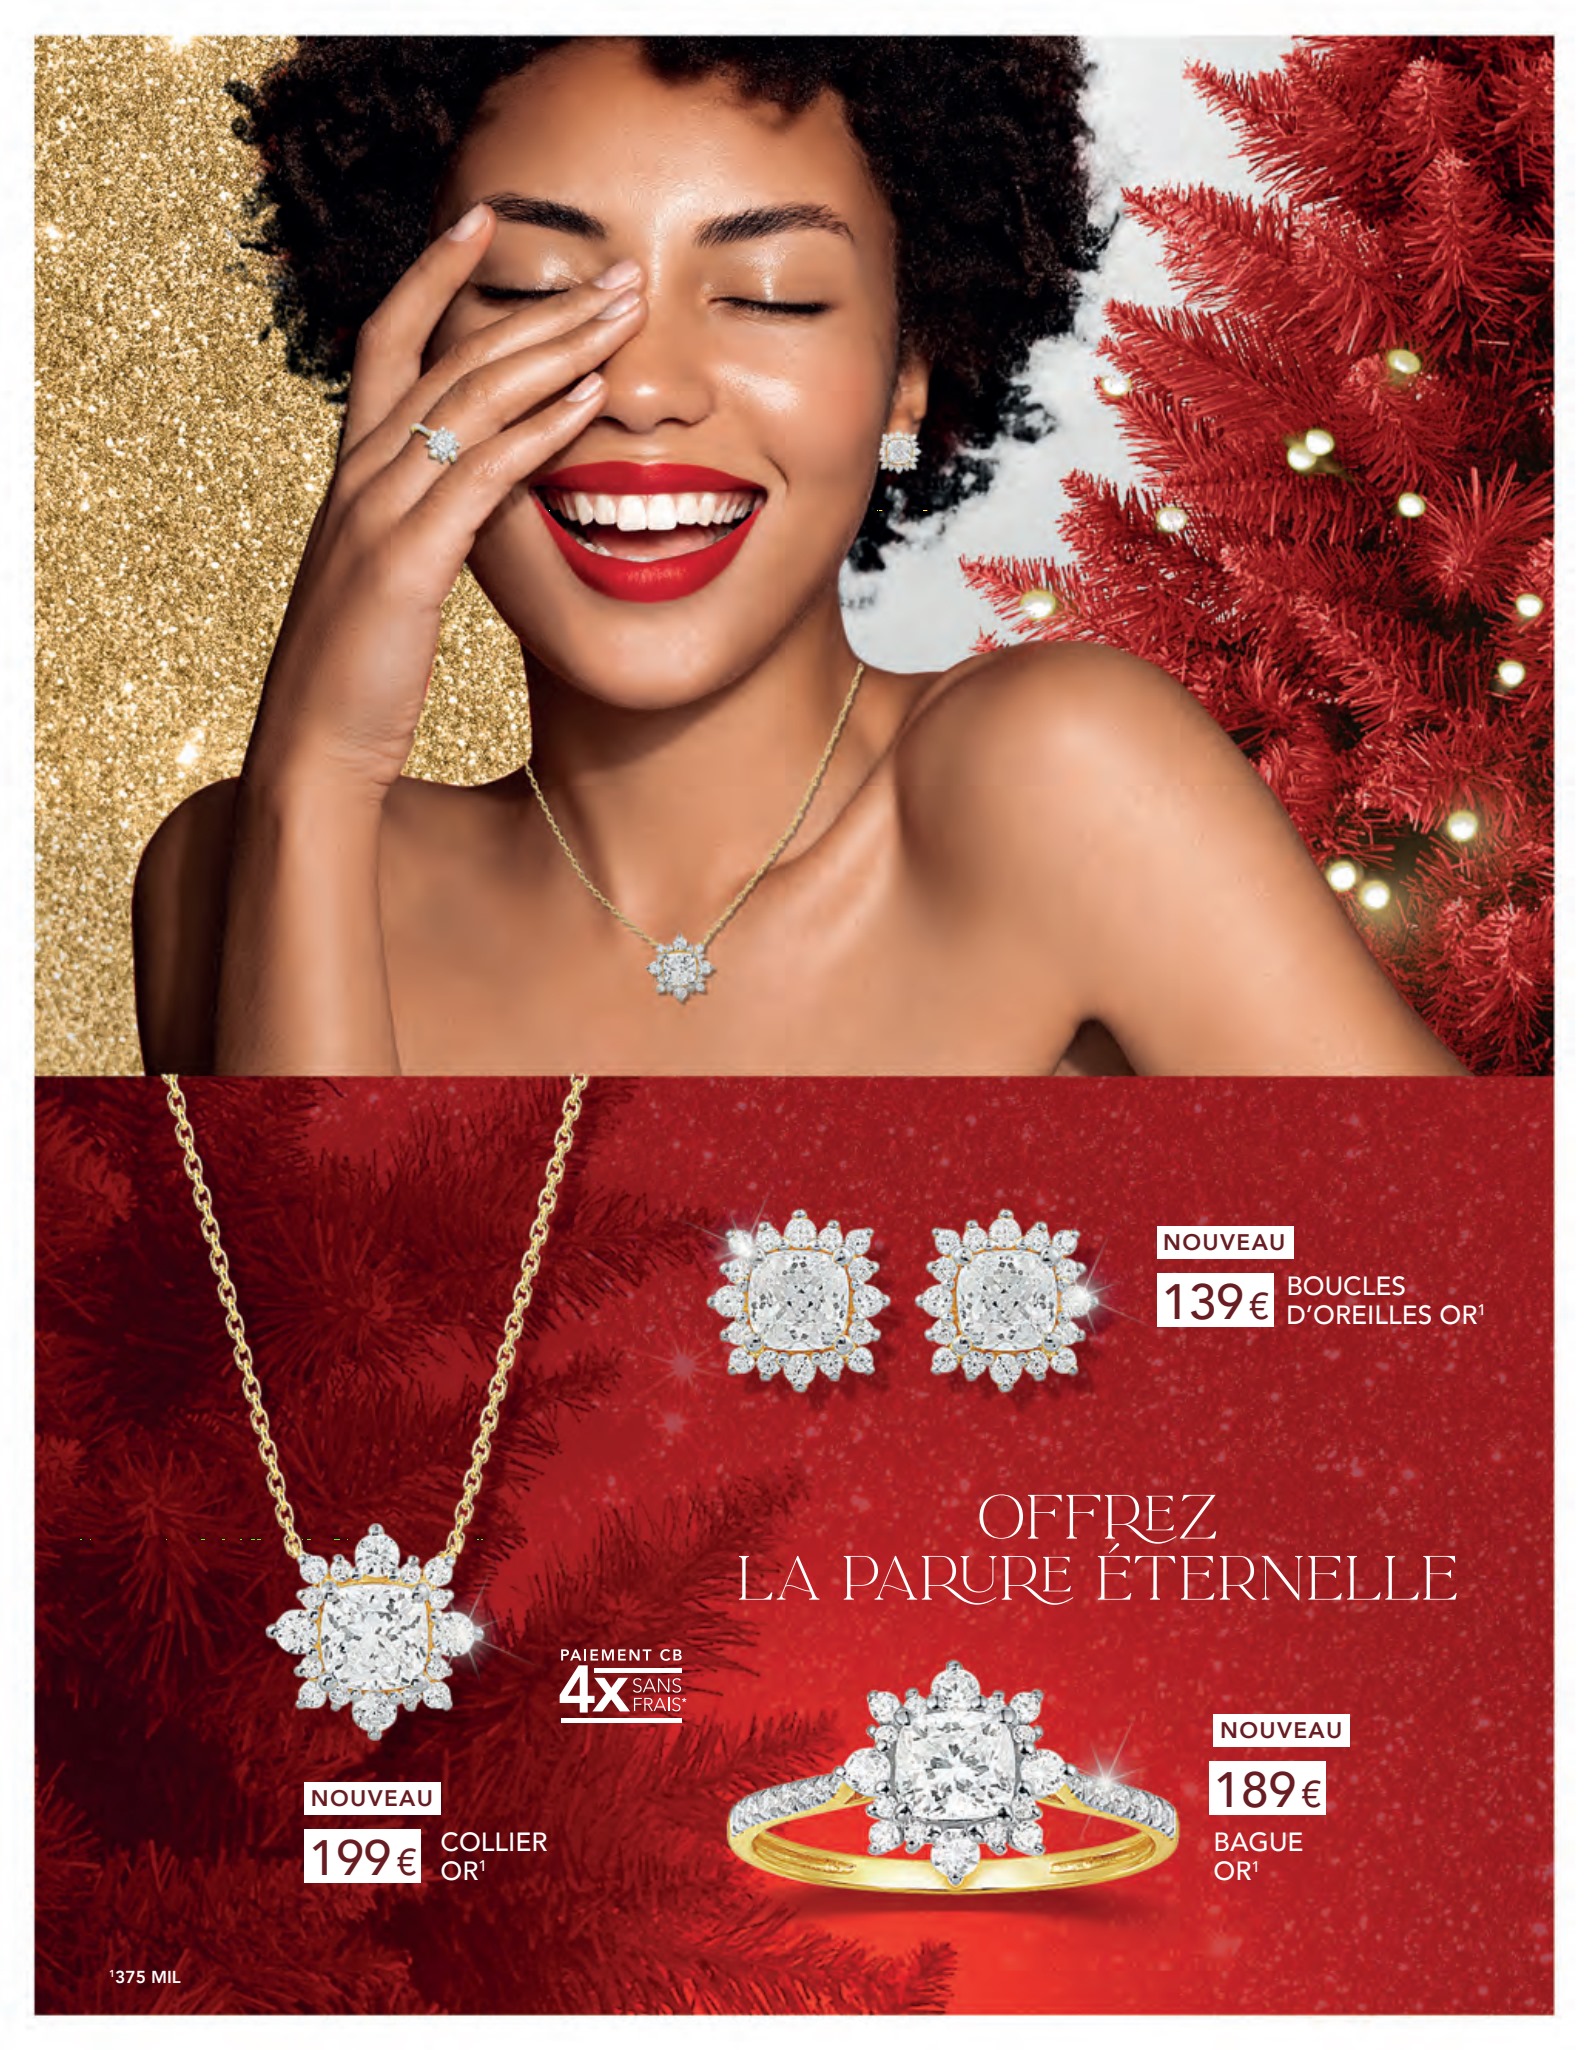 NOUVEAU
139 € BOUCLES
D'OREILLES OR¹
OFFREZ
LA PARURE ÉTERNELLE
PAIEMENT CB
4X SANS
FRAIS*
NOUVEAU
189 €
BAGUE
OR¹
NOUVEAU
199 € COLLIER
OR¹
¹375 MIL